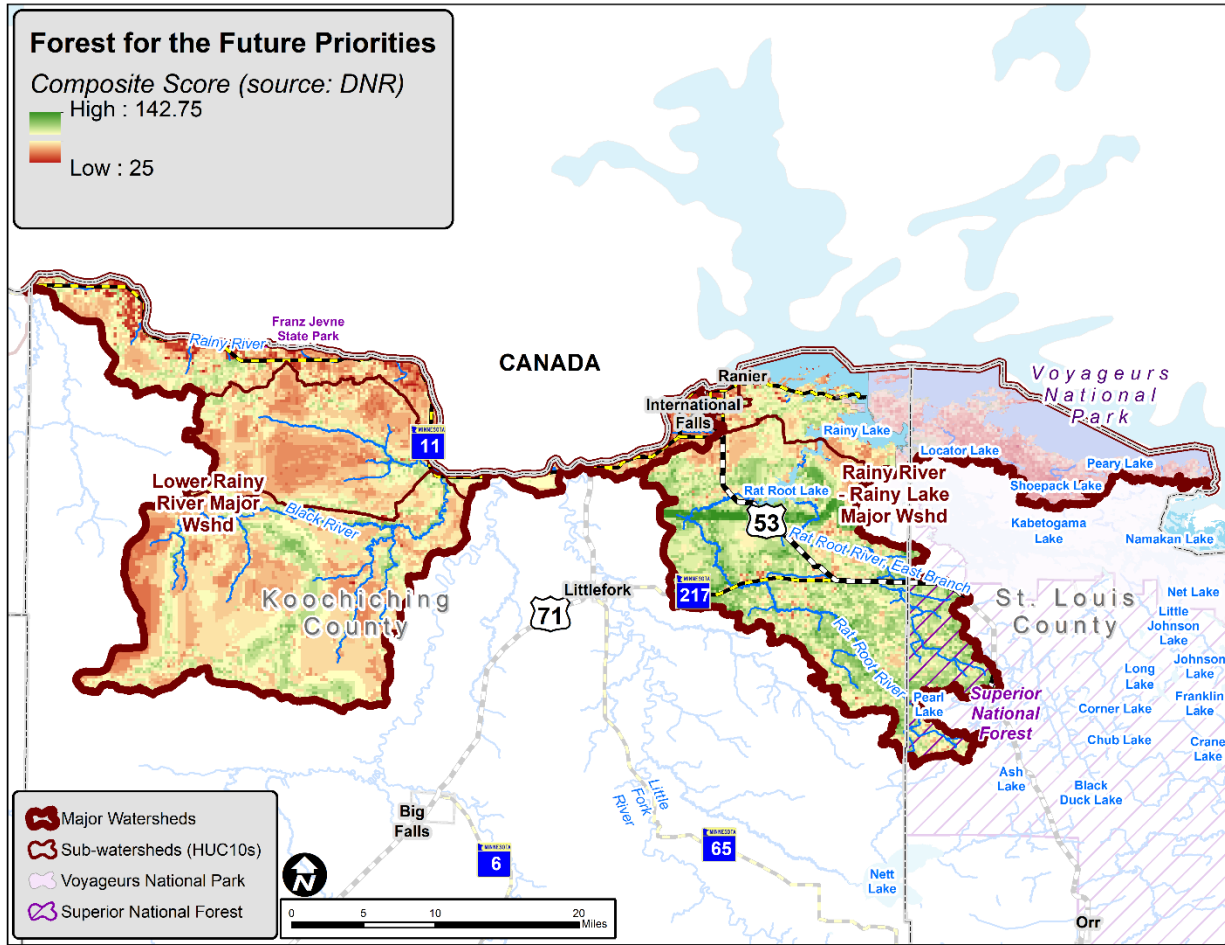 Forest for the Future Priorities
Composite Score (source: DNR)
High : 142.75
Low : 25
CANADA
Franz Jevne
State Park
Rainy River
MINNESOTA
11
Lower Rainy
River Major
Wshd
Black River
Koochiching
County
Ranier
International
Falls
Rainy Lake
Voyageurs
National
Park
Locator Lake
Peary Lake
Shoepack Lake
Rainy River
- Rainy Lake
Major Wshd
Rat Root Lake
53
Kabetogama
Lake
Namakan Lake
Rat Root River, East Branch
Littlefork
MINNESOTA
217
71
St. Louis
County
Net Lake
Little
Johnson
Lake
Johnson
Lake
Long
Lake
Franklin
Lake
Rat Root River
Pearl
Lake
Superior
National
Forest
Corner Lake
Chub Lake
Crane
Lake
Ash
Lake
Black
Duck Lake
Little
Fork
River
Big
Falls
MINNESOTA
6
MINNESOTA
65
Nett
Lake
Orr
Major Watersheds
Sub-watersheds (HUC10s)
Voyageurs National Park
Superior National Forest
N
0 5 10 20
Miles